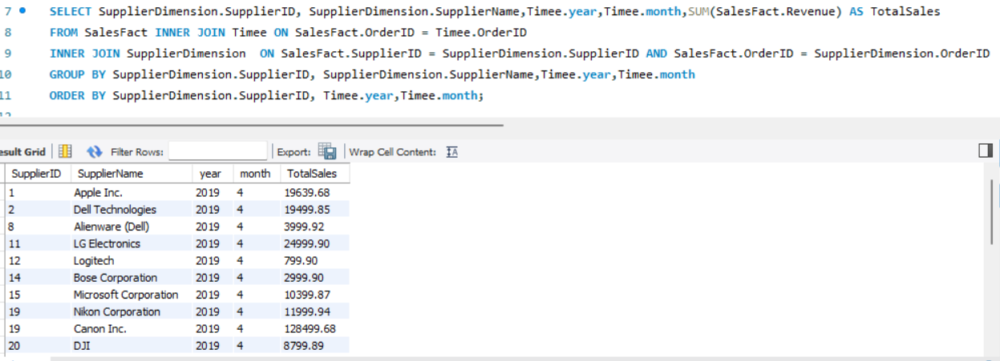 7 SELECT SupplierDimension.SupplierID, SupplierDimension.SupplierName,Timee.year,Timee.month,SUM(SalesFact.Revenue) AS TotalSales
8 FROM SalesFact INNER JOIN Timee ON SalesFact.OrderID = Timee.OrderID
9 INNER JOIN SupplierDimension  ON SalesFact.SupplierID = SupplierDimension.SupplierID AND SalesFact.OrderID = SupplierDimension.OrderID
10 GROUP BY SupplierDimension.SupplierID, SupplierDimension.SupplierName,Timee.year,Timee.month
11 ORDER BY SupplierDimension.SupplierID, Timee.year,Timee.month;
12
esult Grid Filter Rows: Export: Wrap Cell Content: IA
SupplierID SupplierName year month TotalSales
1 Apple Inc. 2019 4 19639.68
2 Dell Technologies 2019 4 19499.85
8 Alienware (Dell) 2019 4 3999.92
11 LG Electronics 2019 4 24999.90
12 Logitech 2019 4 799.90
14 Bose Corporation 2019 4 2999.90
15 Microsoft Corporation 2019 4 10399.87
19 Nikon Corporation 2019 4 11999.94
19 Canon Inc. 2019 4 128499.68
20 DJI 2019 4 8799.89